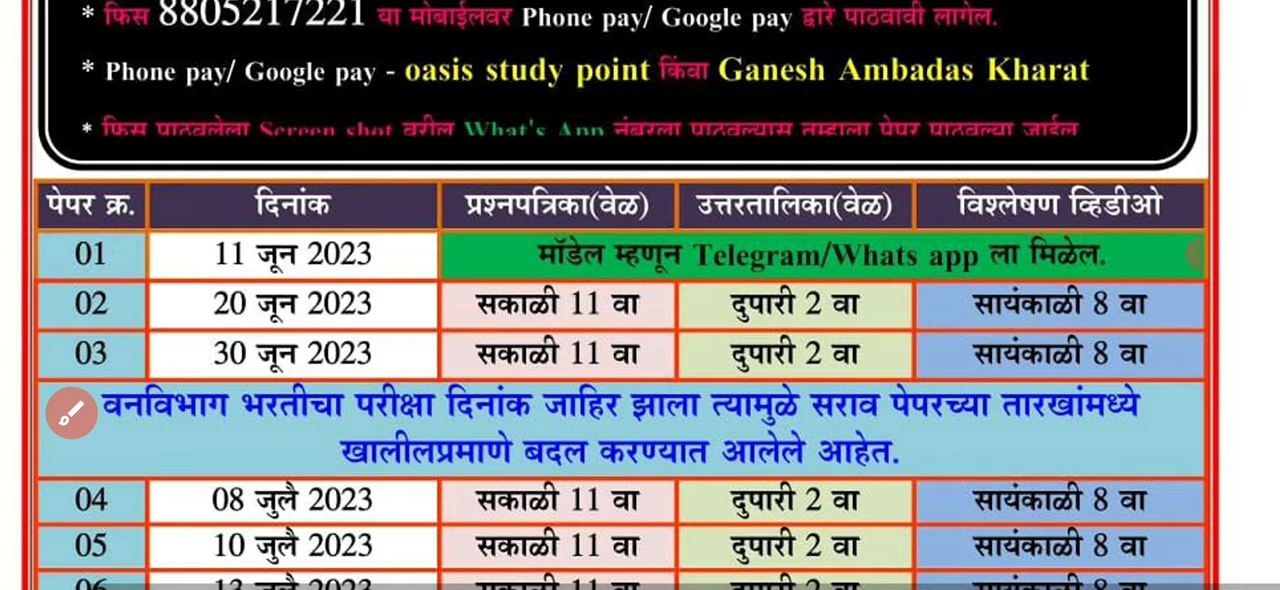 * फिस 8805217221 या मोबाईलवर Phone pay/ Google pay द्वारे पाठवावी लागेल.
* Phone pay/ Google pay - oasis study point किंवा Ganesh Ambadas Kharat
* फिस पाठवलेला Screen shot वरील What's App नंबरला पाठवल्यास तुम्हाला पेपर पाठवल्या जाईल
पेपर क्र. दिनांक प्रश्नपत्रिका(वेळ) उत्तरतालिका(वेळ) विश्लेषण व्हिडीओ
01 11 जून 2023 मॉडेल म्हणून Telegram/Whats app ला मिळेल.
02 20 जून 2023 सकाळी 11 वा दुपारी 2 वा सायंकाळी 8 वा
03 30 जून 2023 सकाळी 11 वा दुपारी 2 वा सायंकाळी 8 वा
वनविभाग भरतीचा परीक्षा दिनांक जाहिर झाला त्यामुळे सराव पेपरच्या तारखांमध्ये
खालीलप्रमाणे बदल करण्यात आलेले आहेत.
04 08 जुलै 2023 सकाळी 11 वा दुपारी 2 वा सायंकाळी 8 वा
05 10 जुलै 2023 सकाळी 11 वा दुपारी 2 वा सायंकाळी 8 वा
06 13 जुलै 2023 सकाळी 11 वा दुपारी 2 वा सायंकाळी 8 वा